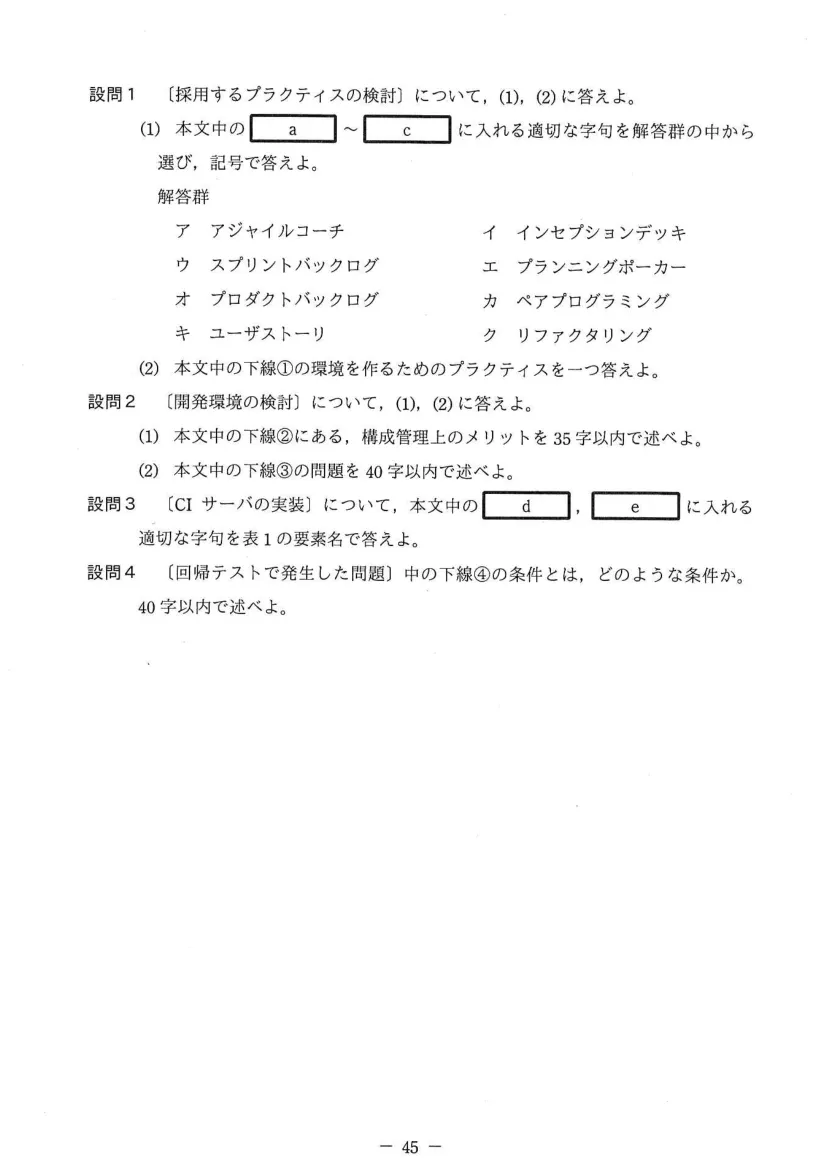 設問1 〔採用するプラクティスの検討〕について，(1)，(2)に答えよ。
(1) 本文中の a ～ c に入れる適切な字句を解答群の中から
選び，記号で答えよ。
解答群
ア アジャイルコーチ イ インセプションデッキ
ウ スプリントバックログ エ プランニングポーカー
オ プロダクトバックログ カ ペアプログラミング
キ ユーザストーリ ク リファクタリング
(2) 本文中の下線①の環境を作るためのプラクティスを一つ答えよ。
設問2 〔開発環境の検討〕について，(1)，(2)に答えよ。
(1) 本文中の下線②にある，構成管理上のメリットを 35 字以内で述べよ。
(2) 本文中の下線③の問題を 40 字以内で述べよ。
設問3 〔CI サーバの実装〕について，本文中の d ， e に入れる
適切な字句を表 1 の要素名で答えよ。
設問4 〔回帰テストで発生した問題〕中の下線④の条件とは，どのような条件か。
40 字以内で述べよ。
－ 45 －